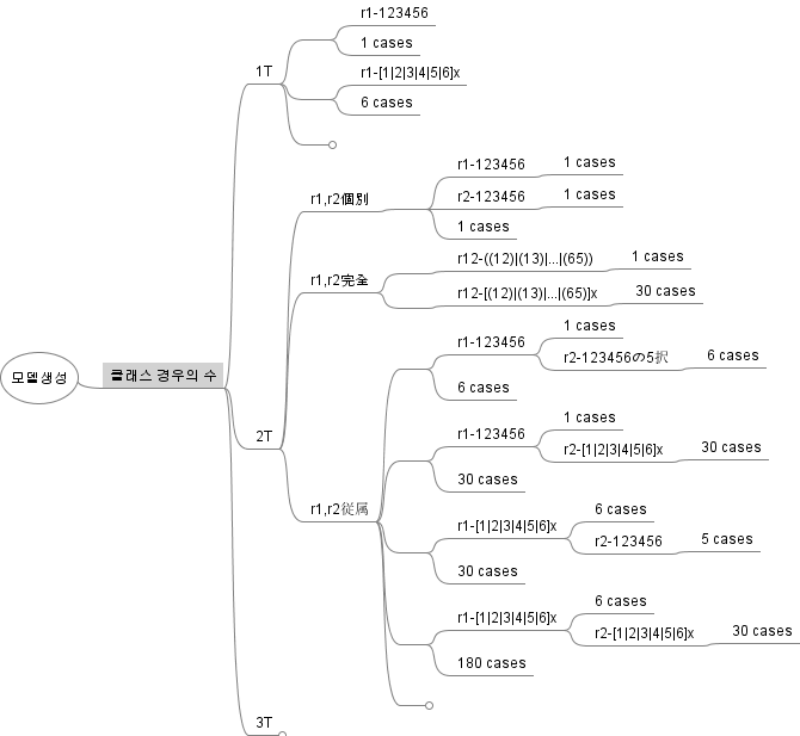 모델생성
클래스 경우의 수
1T
r1-123456
1 cases
r1-[1|2|3|4|5|6]x
6 cases
2T
r1,r2個別
r1-123456
1 cases
r2-123456
1 cases
1 cases
r1,r2完全
r12-((12)|(13)|...|(65))
1 cases
r12-[(12)|(13)|...|(65)]x
30 cases
r1,r2従属
r1-123456
1 cases
r2-123456の5択
6 cases
6 cases
r1-123456
1 cases
r2-[1|2|3|4|5|6]x
30 cases
30 cases
r1-[1|2|3|4|5|6]x
6 cases
r2-123456
5 cases
30 cases
r1-[1|2|3|4|5|6]x
6 cases
r2-[1|2|3|4|5|6]x
30 cases
180 cases
3T